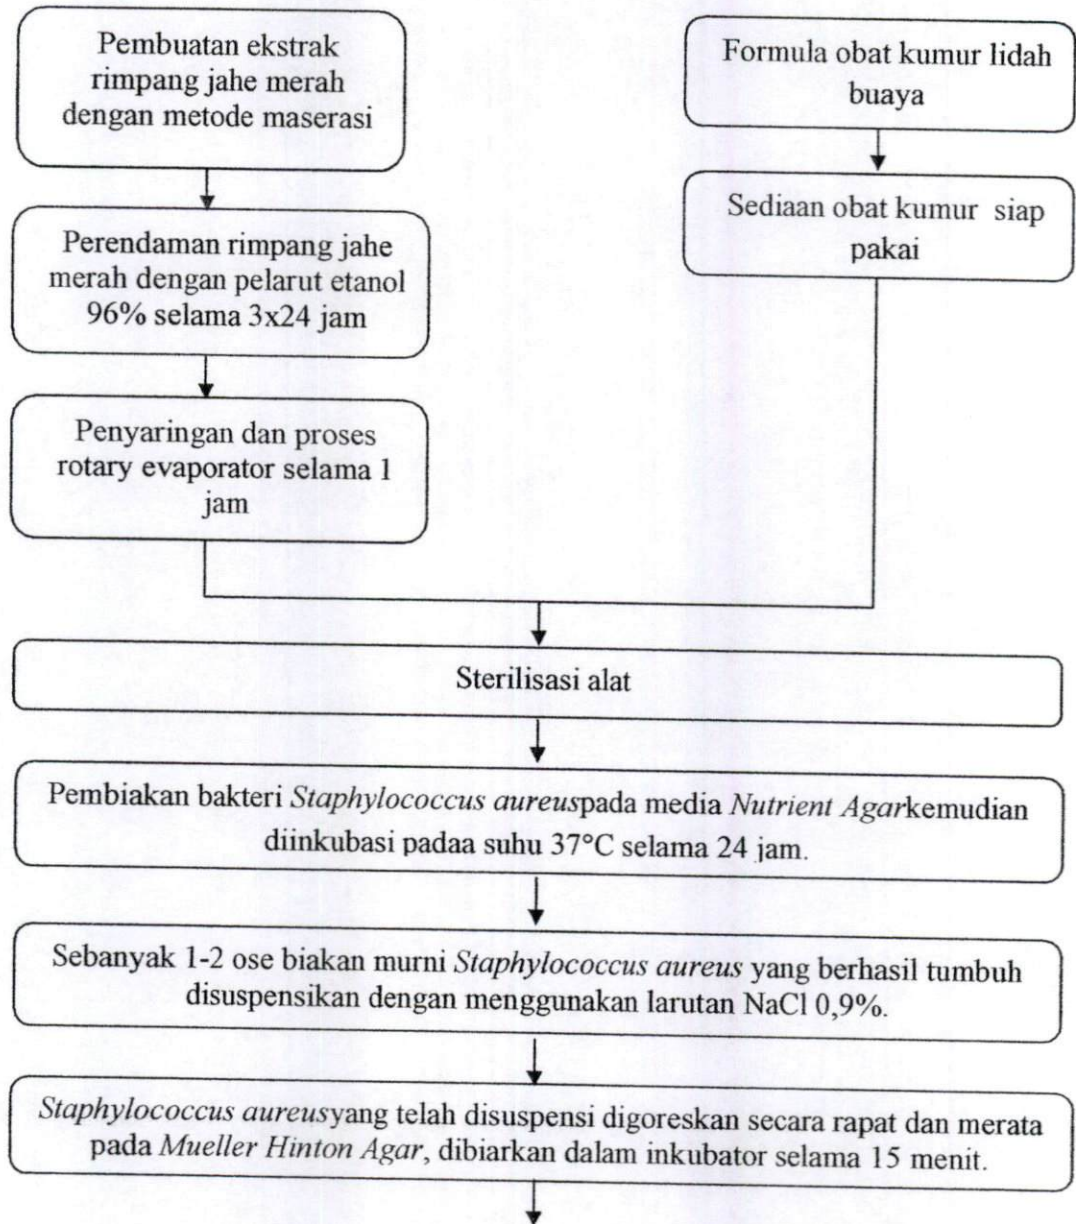 Pembuatan ekstrak
rimpang jahe merah
dengan metode maserasi
Perendaman rimpang jahe
merah dengan pelarut etanol
96% selama 3x24 jam
Penyaringan dan proses
rotary evaporator selama 1
jam
Formula obat kumur lidah
buaya
Sediaan obat kumur siap
pakai
Sterilisasi alat
Pembiakan bakteri Staphylococcus aureuspada media Nutrient Agarkemudian
diinkubasi padaa suhu 37°C selama 24 jam.
Sebanyak 1-2 ose biakan murni Staphylococcus aureus yang berhasil tumbuh
disuspensikan dengan menggunakan larutan NaCl 0,9%.
Staphylococcus aureusyang telah disuspensi digoreskan secara rapat dan merata
pada Mueller Hinton Agar, dibiarkan dalam inkubator selama 15 menit.